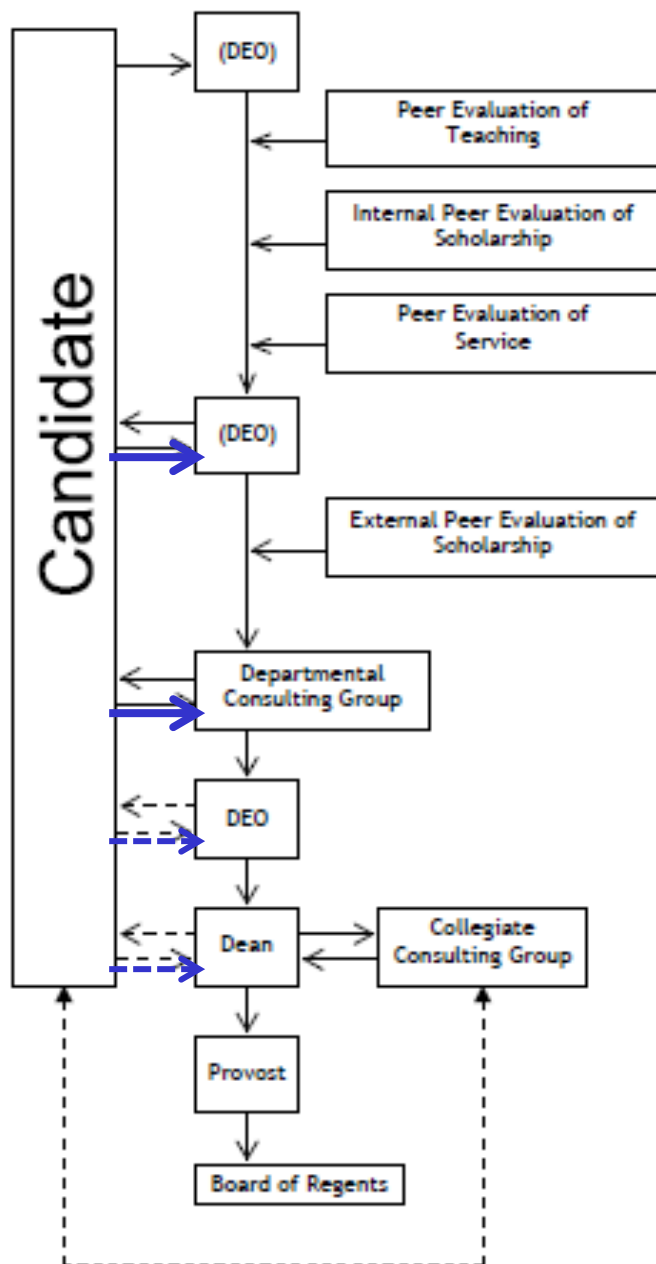 Candidate
(DEO)
Peer Evaluation of
Teaching
Internal Peer Evaluation of
Scholarship
Peer Evaluation of
Service
(DEO)
External Peer Evaluation of
Scholarship
Departmental
Consulting Group
DEO
Dean
Collegiate
Consulting Group
Provost
Board of Regents